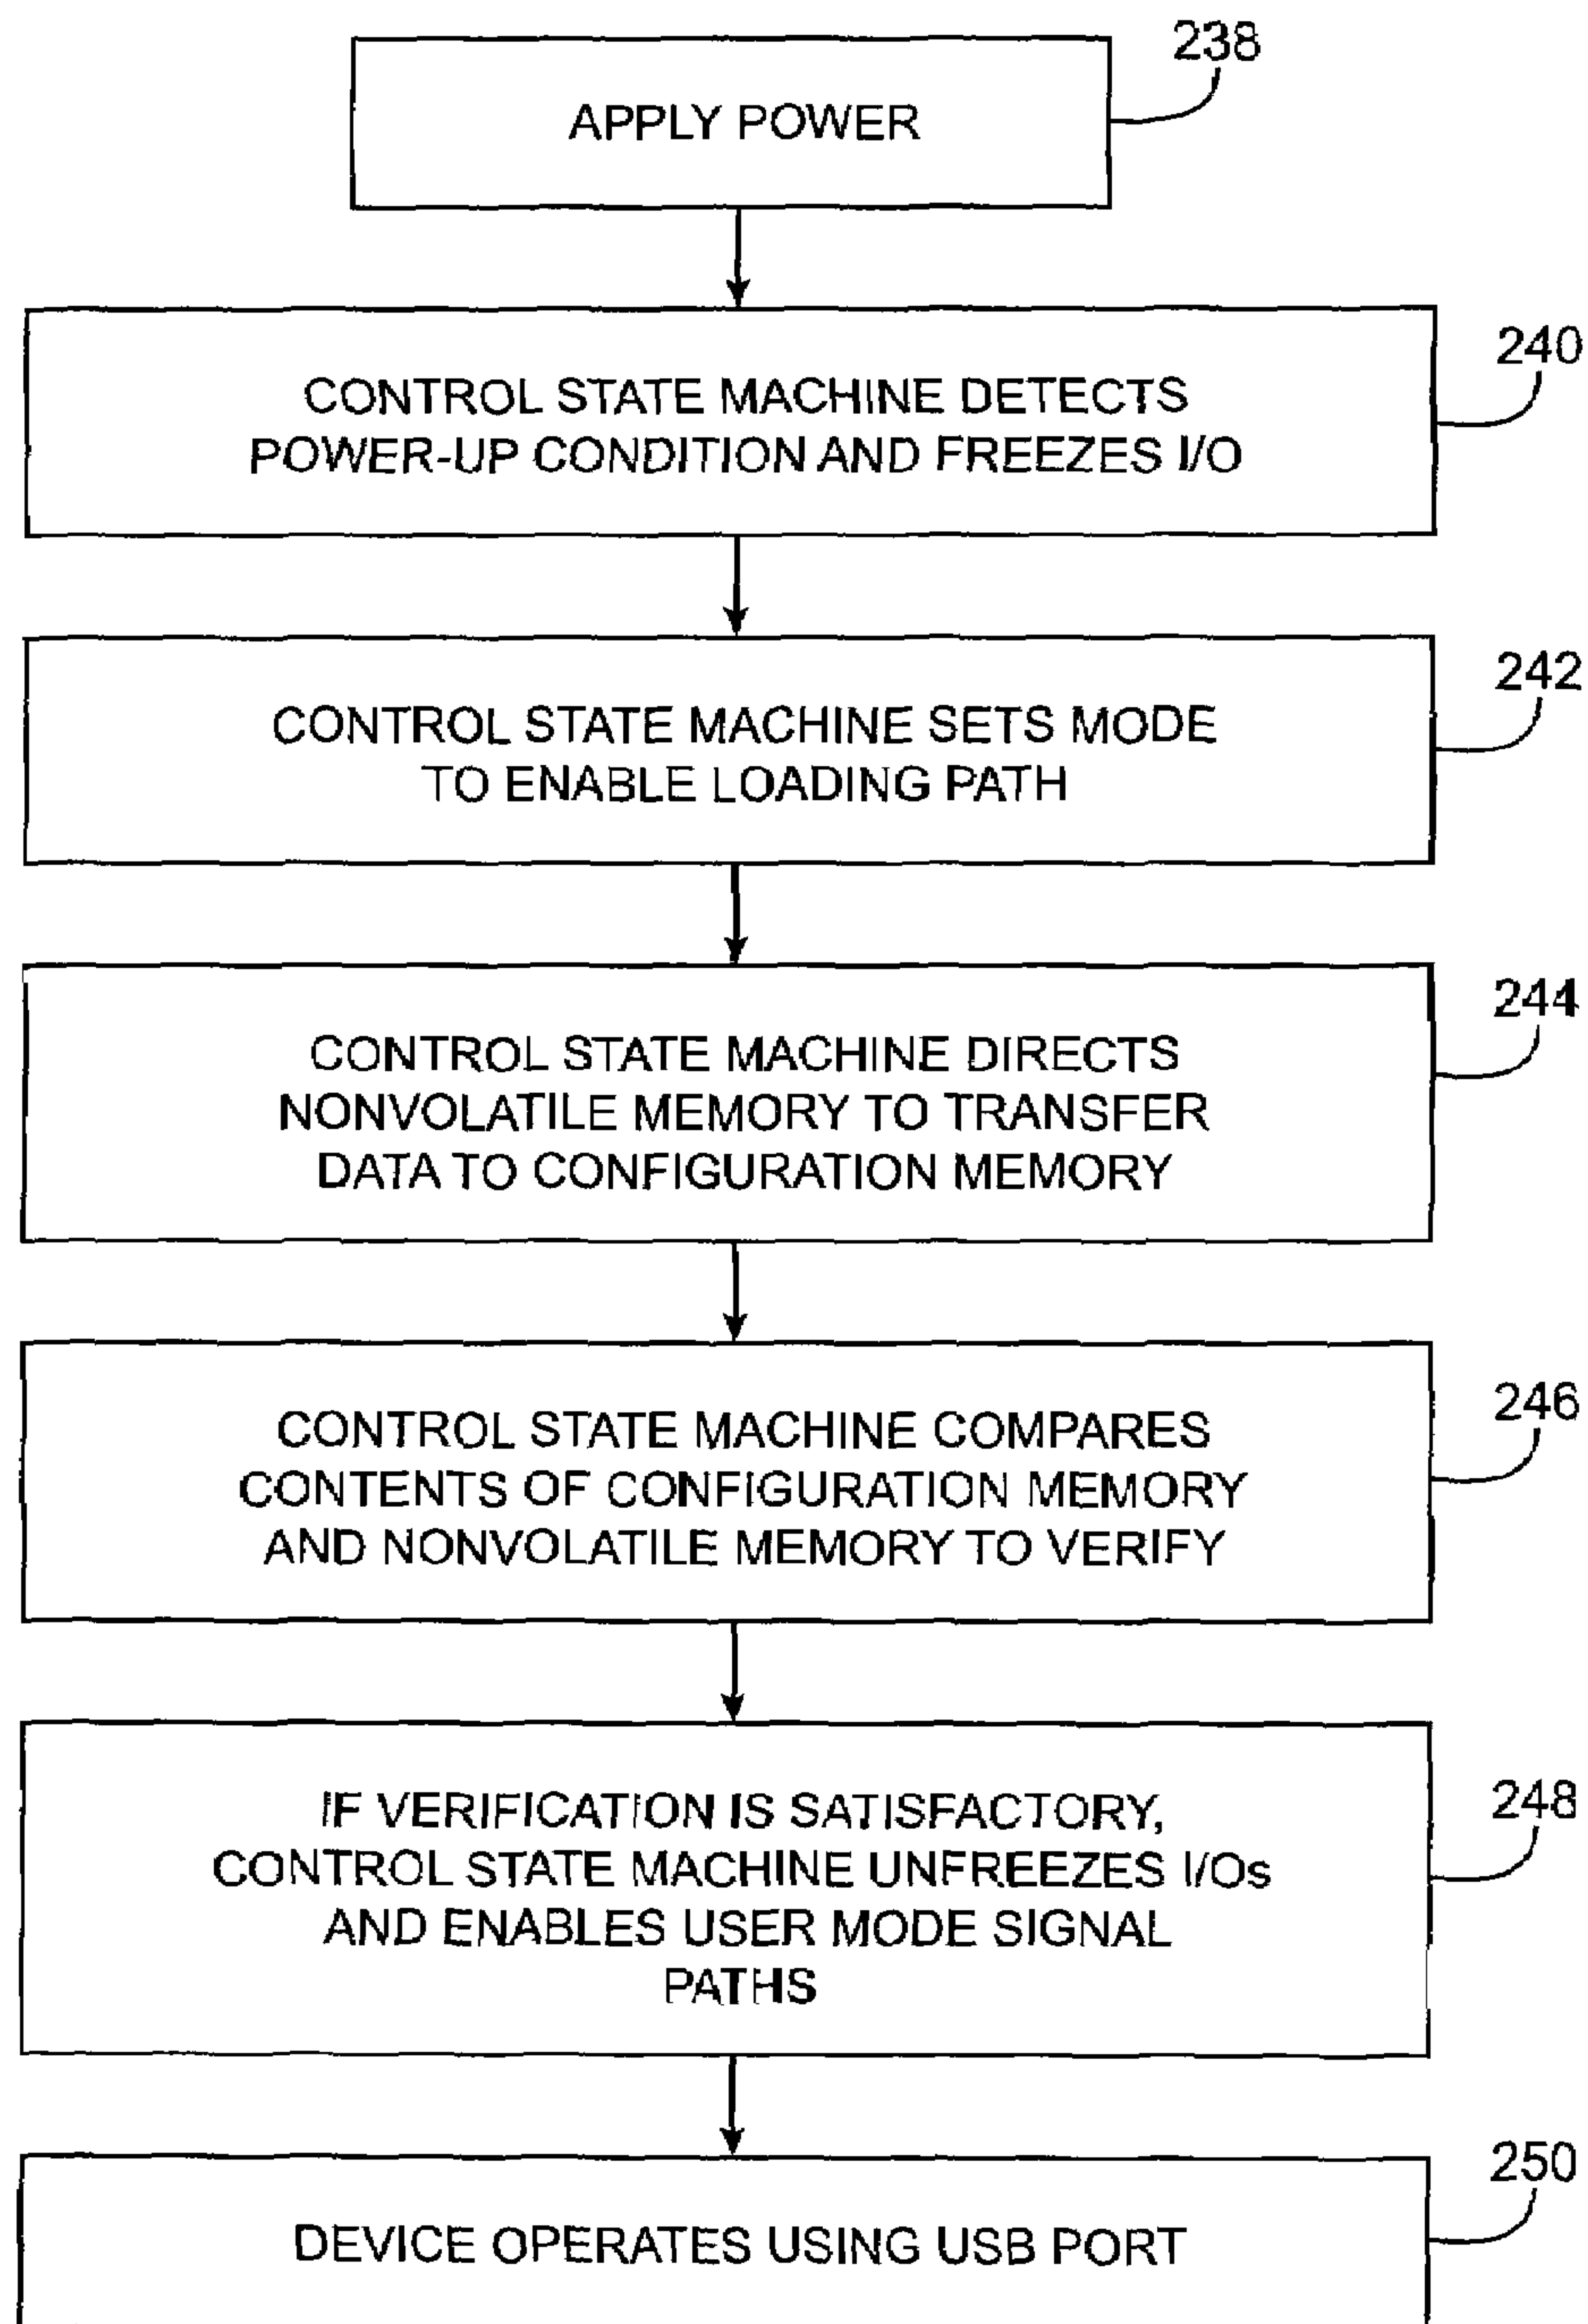 238
APPLY POWER
240
CONTROL STATE MACHINE DETECTS
POWER-UP CONDITION AND FREEZES I/O
242
CONTROL STATE MACHINE SETS MODE
TO ENABLE LOADING PATH
244
CONTROL STATE MACHINE DIRECTS
NONVOLATILE MEMORY TO TRANSFER
DATA TO CONFIGURATION MEMORY
246
CONTROL STATE MACHINE COMPARES
CONTENTS OF CONFIGURATION MEMORY
AND NONVOLATILE MEMORY TO VERIFY
248
IF VERIFICATION IS SATISFACTORY,
CONTROL STATE MACHINE UNFREEZES I/Os
AND ENABLES USER MODE SIGNAL
PATHS
250
DEVICE OPERATES USING USB PORT